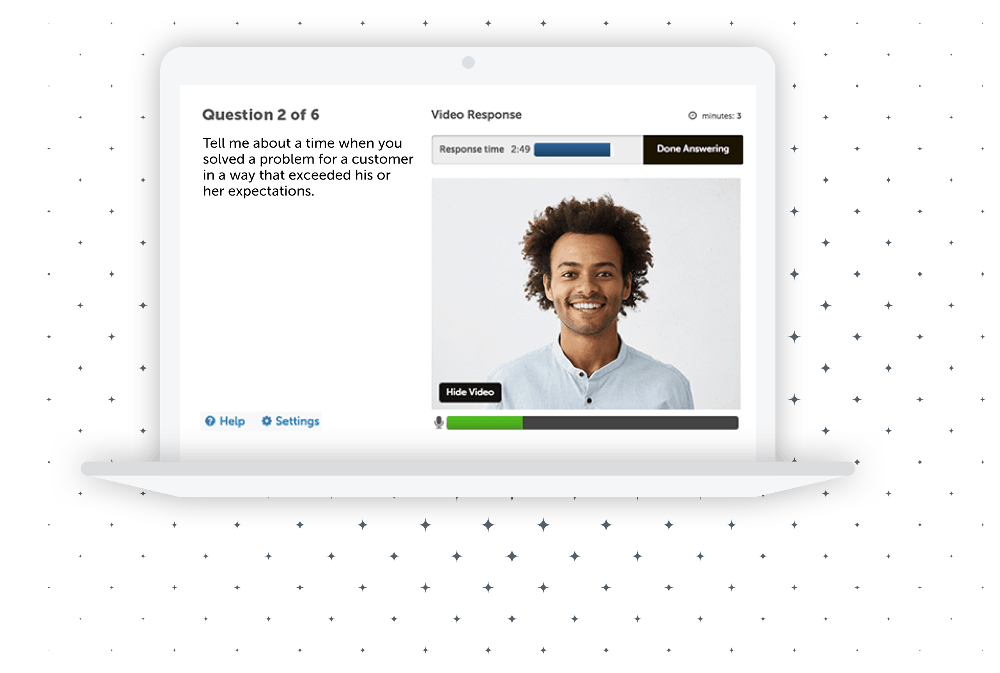 Question 2 of 6
Tell me about a time when you
solved a problem for a customer
in a way that exceeded his or
her expectations.
Help Settings
Video Response
minutes: 3
Response time 2:49
Done Answering
Hide Video